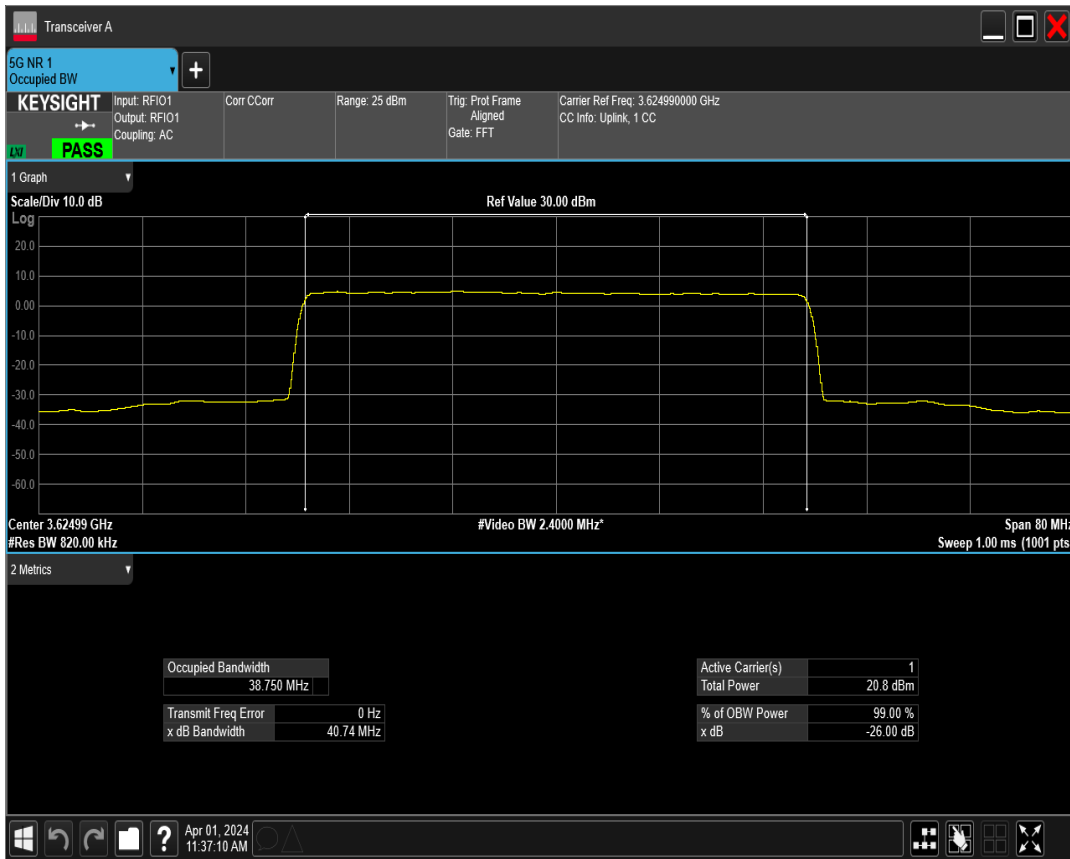 Transceiver A
5G NR 1
Occupied BW
+
KEYSIGHT
LXI
PASS
Input: RFIO1
Output: RFIO1
Coupling: AC
Corr CCorr
Range: 25 dBm
Trig: Prot Frame
Aligned
Gate: FFT
Carrier Ref Freq: 3.624990000 GHz
CC Info: Uplink, 1 CC
1 Graph
Scale/Div 10.0 dB
Ref Value 30.00 dBm
Log
20.0
10.0
0.00
-10.0
-20.0
-30.0
-40.0
-50.0
-60.0
Center 3.62499 GHz
#Video BW 2.4000 MHz*
Span 80 MHz
#Res BW 820.00 kHz
Sweep 1.00 ms (1001 pts
2 Metrics
Occupied Bandwidth
38.750 MHz
Transmit Freq Error 0 Hz
x dB Bandwidth 40.74 MHz
Active Carrier(s) 1
Total Power 20.8 dBm
% of OBW Power 99.00 %
x dB -26.00 dB
?
Apr 01, 2024
11:37:10 AM